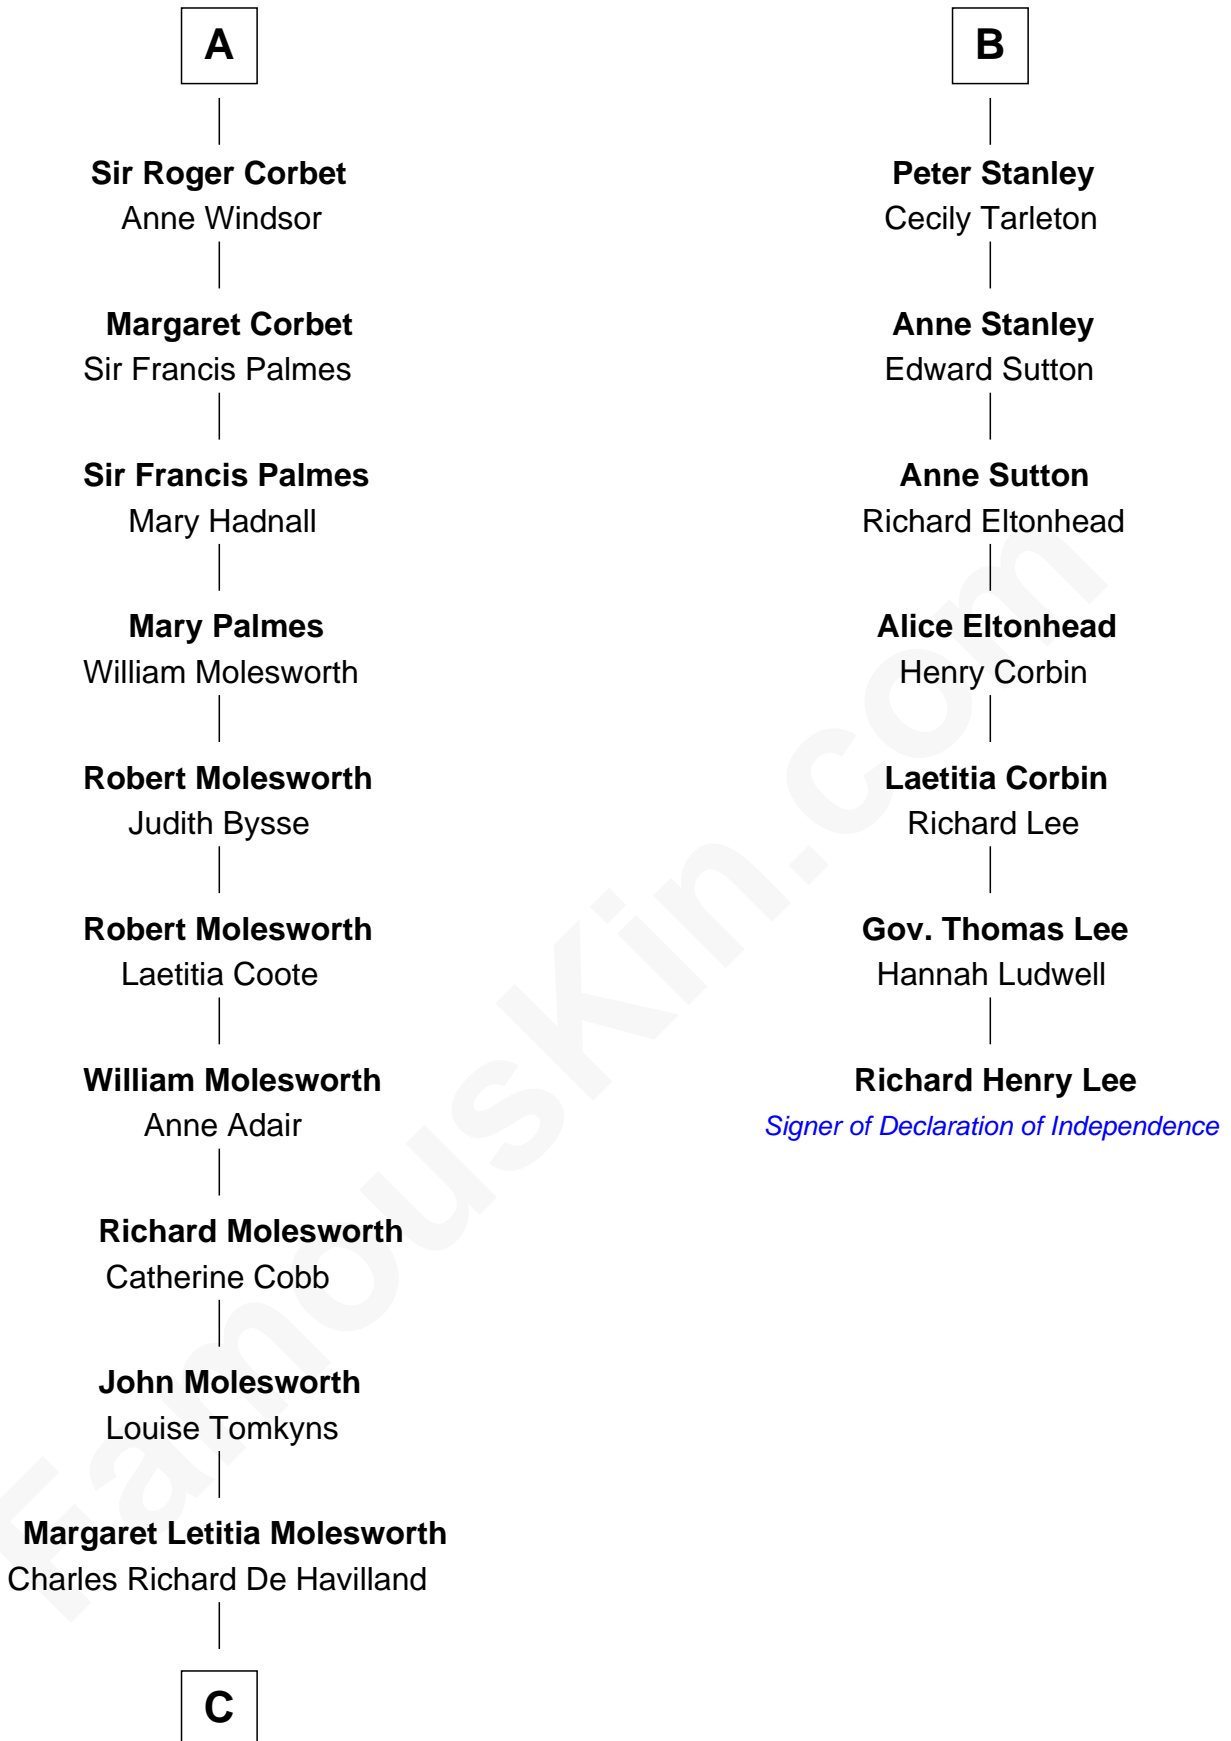 A
Sir Roger Corbet
Anne Windsor
Margaret Corbet
Sir Francis Palmes
Sir Francis Palmes
Mary Hadnall
Mary Palmes
William Molesworth
Robert Molesworth
Judith Bysse
Robert Molesworth
Laetitia Coote
William Molesworth
Anne Adair
Richard Molesworth
Catherine Cobb
John Molesworth
Louise Tomkyns
Margaret Letitia Molesworth
Charles Richard De Havilland
C
B
Peter Stanley
Cecily Tarleton
Anne Stanley
Edward Sutton
Anne Sutton
Richard Eltonhead
Alice Eltonhead
Henry Corbin
Laetitia Corbin
Richard Lee
Gov. Thomas Lee
Hannah Ludwell
Richard Henry Lee
Signer of Declaration of Independence
FamousKin.com